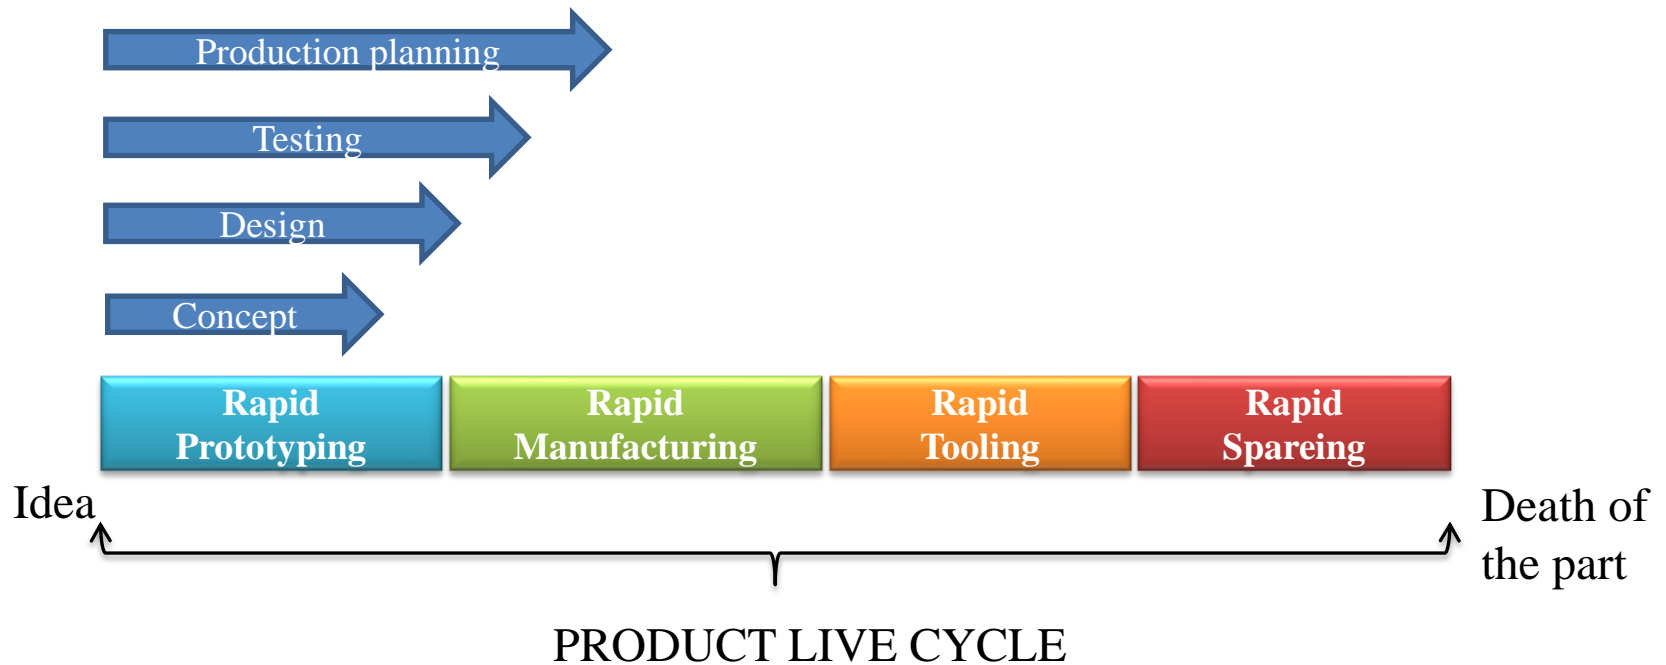 Production planning
Testing
Design
Concept
Rapid
Prototyping
Rapid
Manufacturing
Rapid
Tooling
Rapid
Spareing
Idea
Death of
the part
PRODUCT LIVE CYCLE